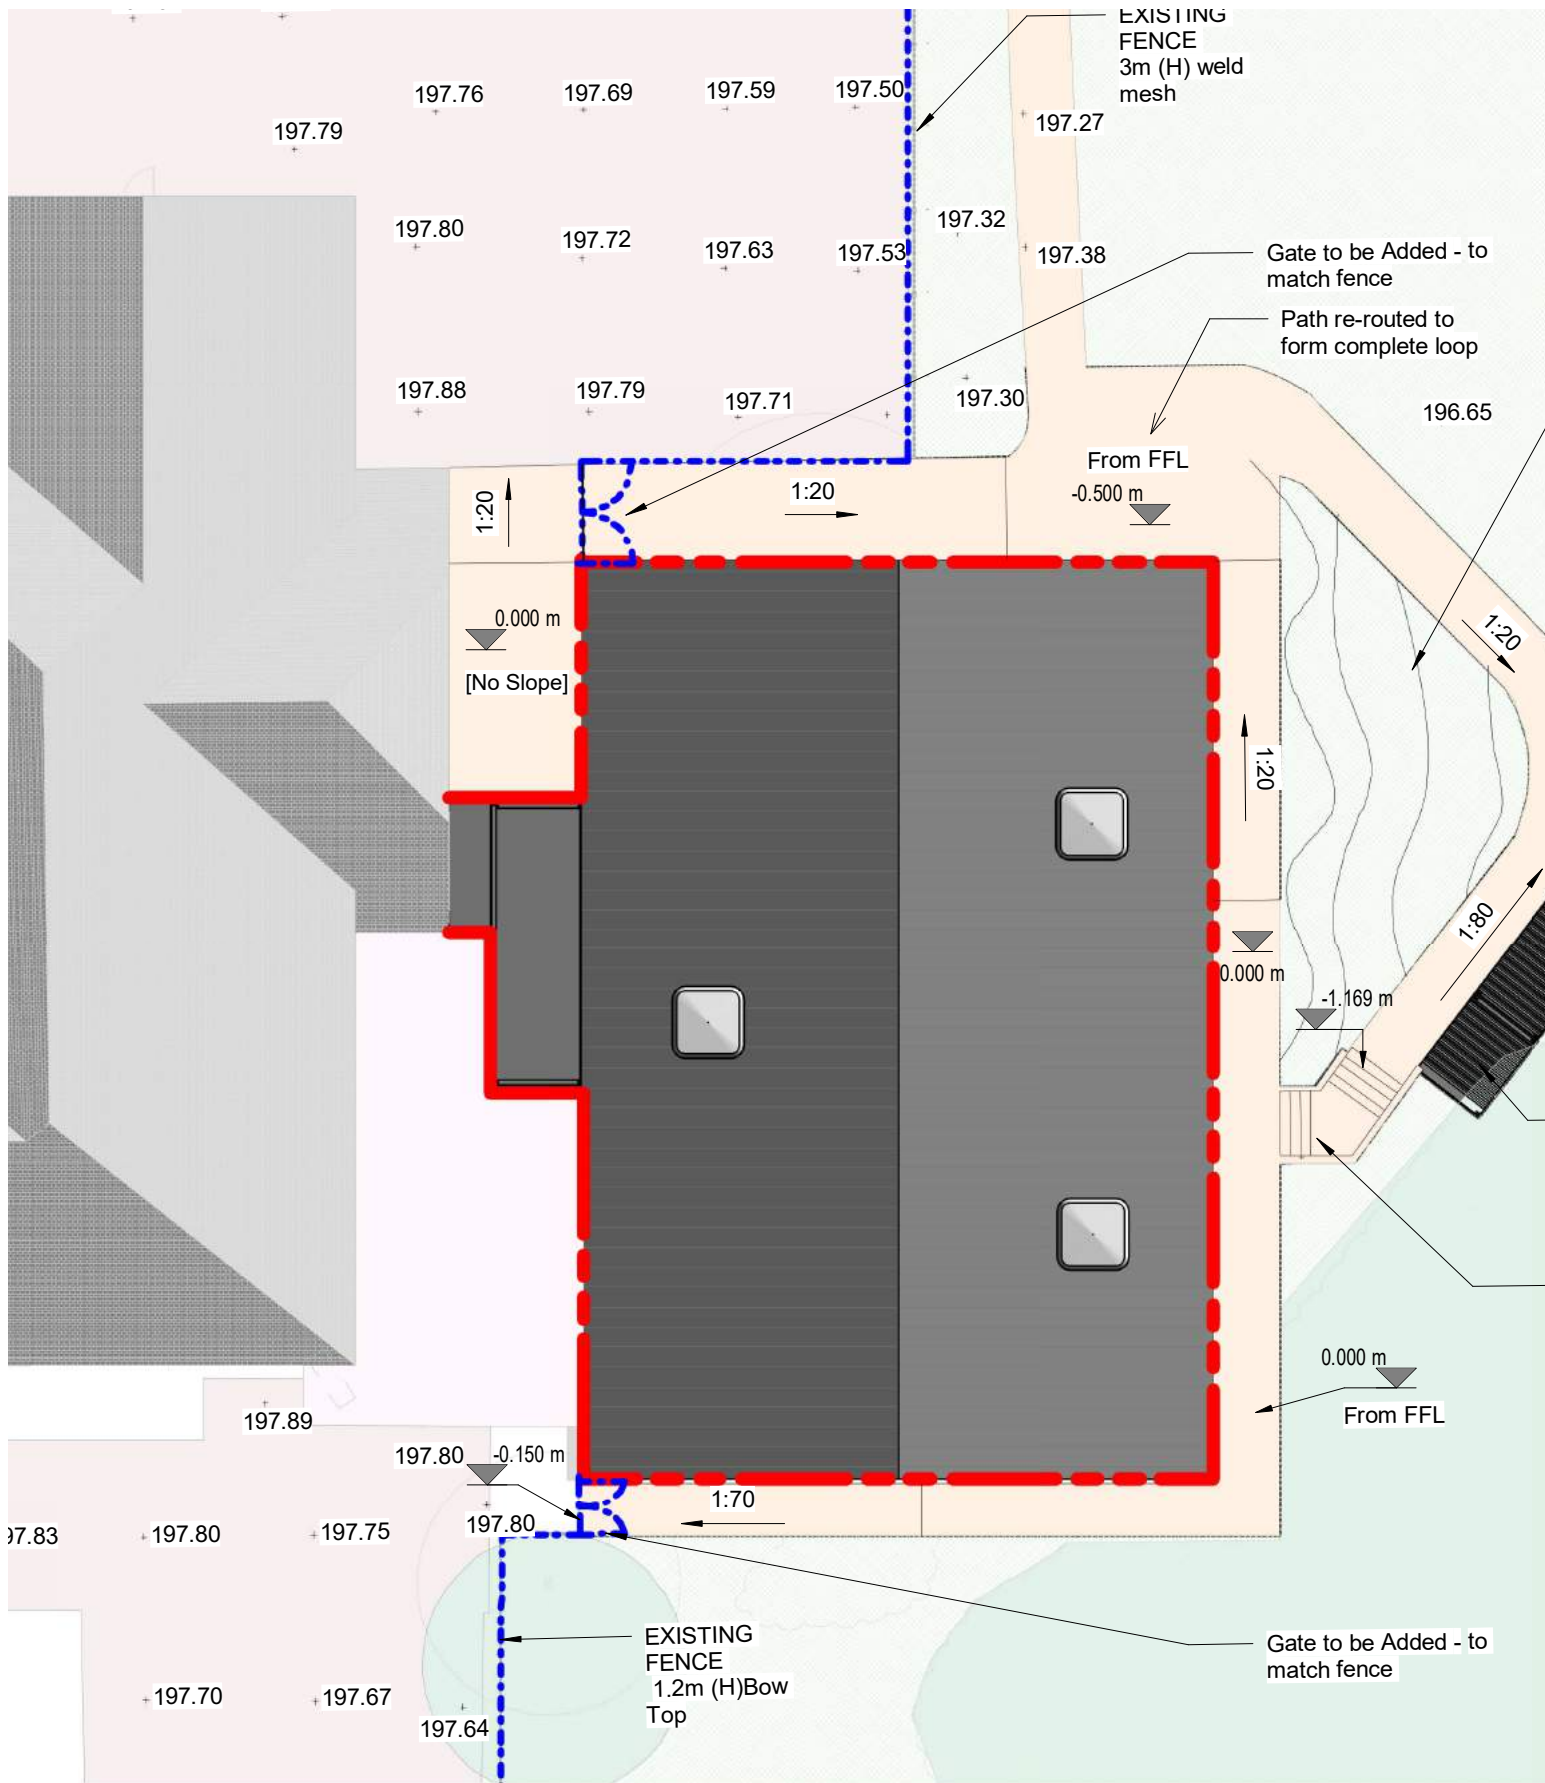 EXISTING
FENCE
3m (H) weld
mesh
197.76
197.69
197.59
197.50
197.79
197.27
197.80
197.72
197.63
197.53
197.32
197.38
Gate to be Added - to
match fence
Path re-routed to
form complete loop
197.88
197.79
197.71
197.30
196.65
From FFL
-0.500 m
1:20
1:20
0.000 m
[No Slope]
1:20
1:20
1:80
0.000 m
-1.169 m
0.000 m
From FFL
197.89
197.80
-0.150 m
1:70
197.80
97.83
197.80
197.75
EXISTING
FENCE
1.2m (H)Bow
Top
Gate to be Added - to
match fence
197.70
197.67
197.64